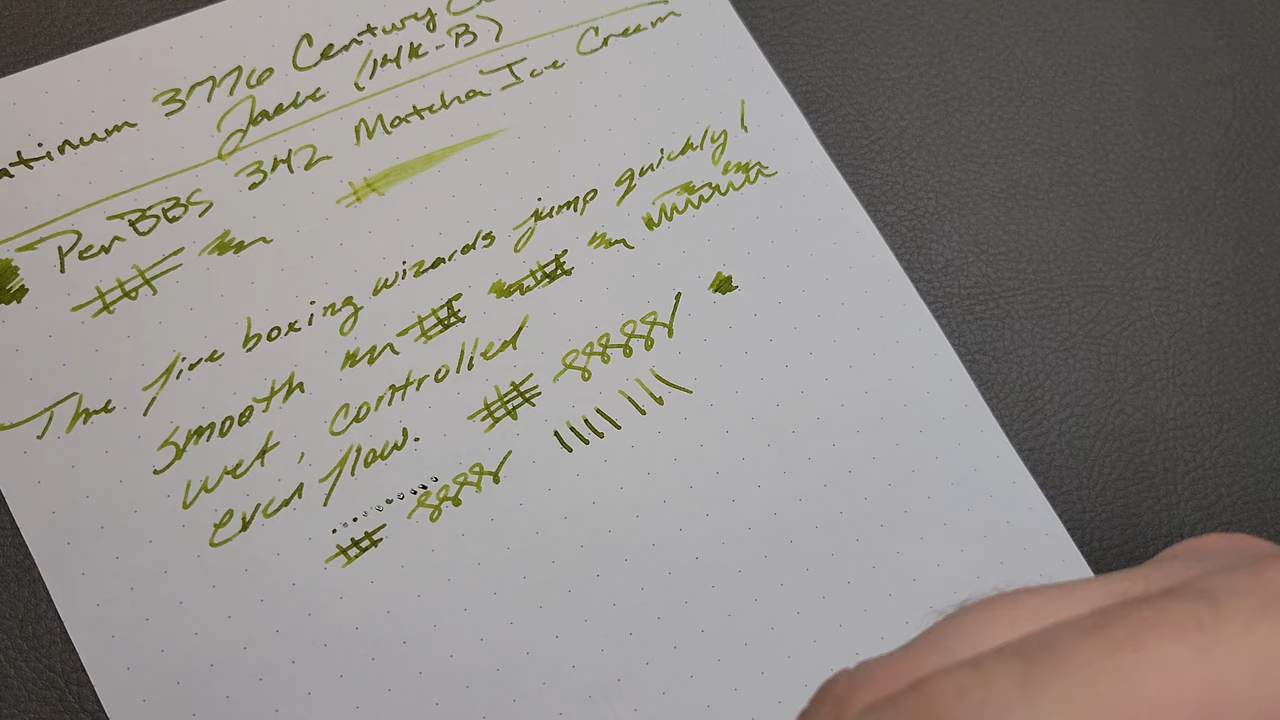 atinum 3776 Century
Jade (14K-B)
PenBBS 342 Matcha Ice Cream
The five boxing wizards jump quickly!
Smooth
wet, controlled
even flow.